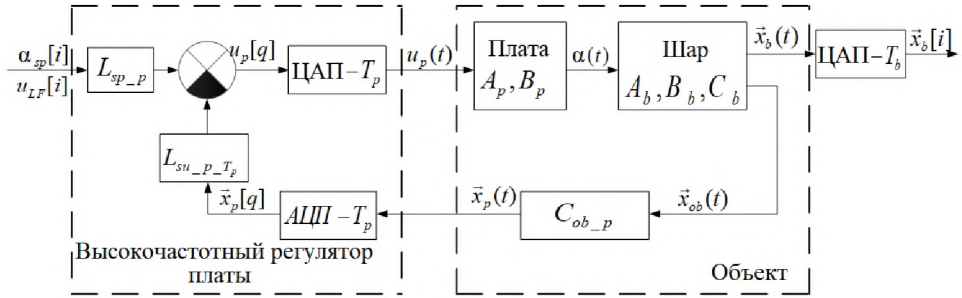 α_sp[i]
u_LF[i]
L_sp_p
u_p[q]
ЦАП–T_p
u_p(t)
Плата
A_p, B_p
α(t)
Шар
A_b, B_b, C_b
x⃗_b(t)
ЦАП–T_b
x⃗_b[i]
L_su_p_T_p
x⃗_p[q]
АЦП–T_p
x⃗_p(t)
C_ob_p
x⃗_ob(t)
Высокочастотный регулятор
платы
Объект